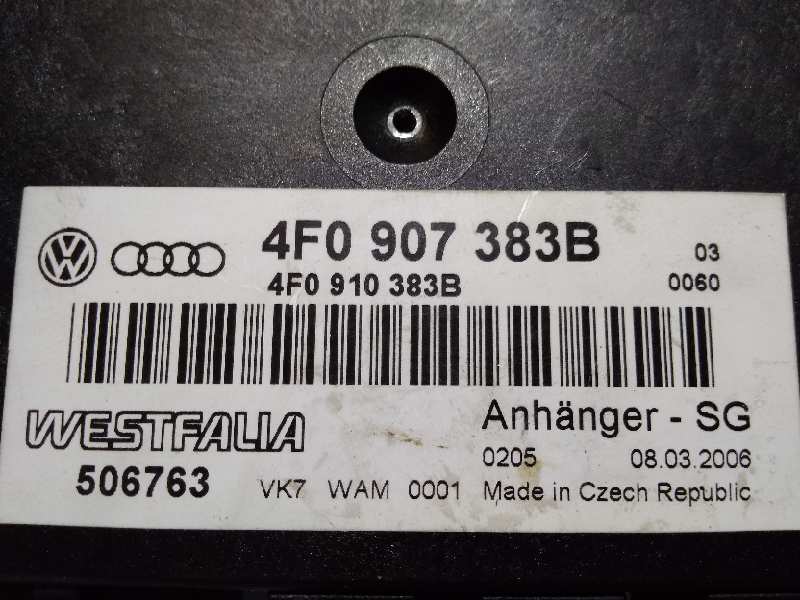 4F0 907 383B 03
4F0 910 383B 0060
WESTFALIA Anhänger - SG
0205 08.03.2006
506763 VK7 WAM 0001 Made in Czech Republic